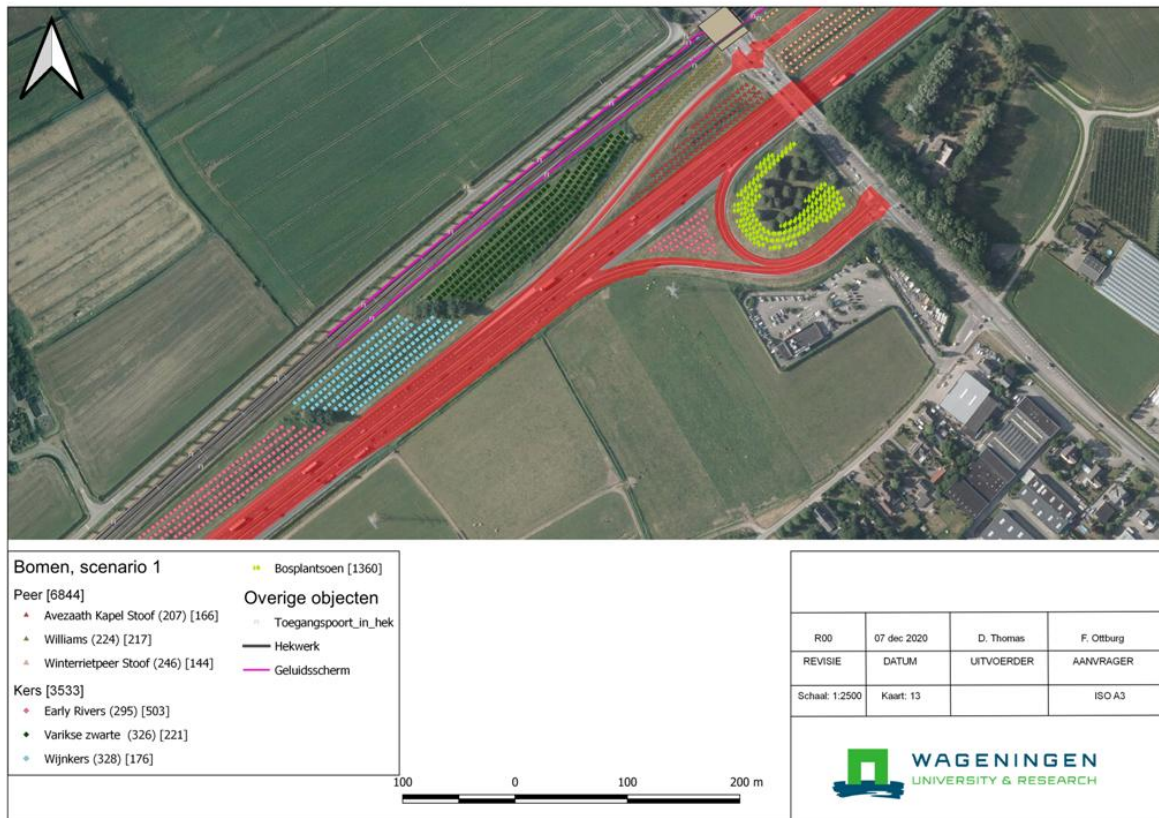 Bomen, scenario 1
Peer [6844]
Avezaath Kapel Stoof (207) [166]
Williams (224) [217]
Winterrietpeer Stoof (246) [144]
Kers [3533]
Early Rivers (295) [503]
Varikse zwarte (326) [221]
Wijnkers (328) [176]
Bosplantsoen [1360]
Overige objecten
Toegangspoort_in_hek
Hekwerk
Geluidsscherm
100 0 100 200 m
R00 07 dec 2020 D. Thomas F. Ottburg
REVISIE DATUM UITVOERDER AANVRAGER
Schaal: 1:2500 Kaart: 13 ISO A3
WAGENINGEN
UNIVERSITY & RESEARCH